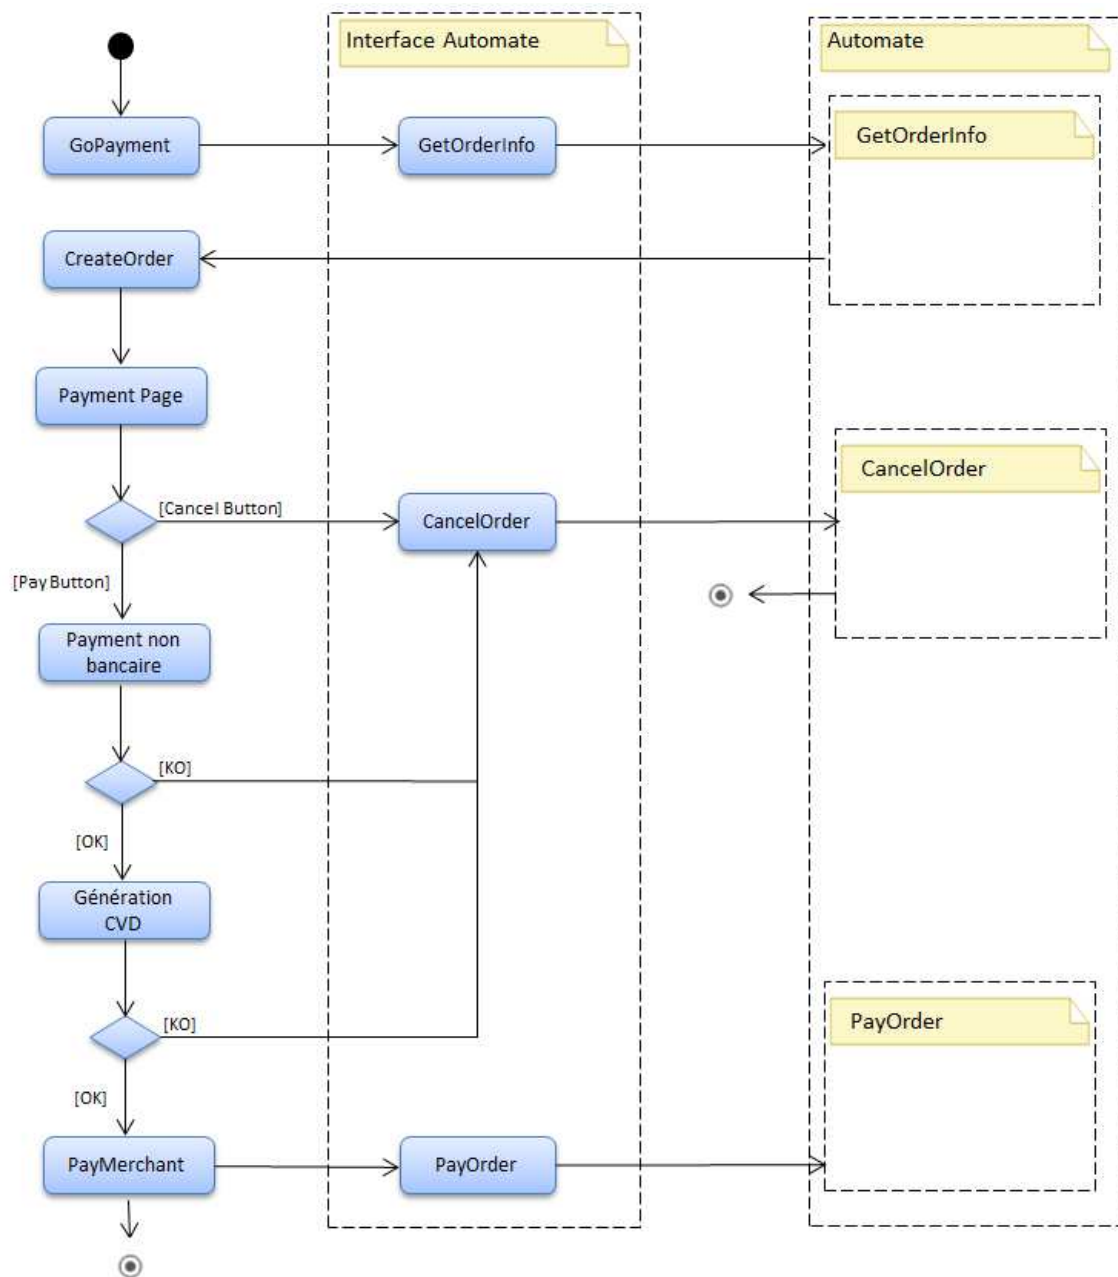 Interface Automate
Automate
GoPayment
GetOrderInfo
GetOrderInfo
CreateOrder
Payment Page
[Cancel Button]
CancelOrder
CancelOrder
[Pay Button]
Payment non
bancaire
[KO]
[OK]
Génération
CVD
[KO]
PayOrder
[OK]
PayMerchant
PayOrder